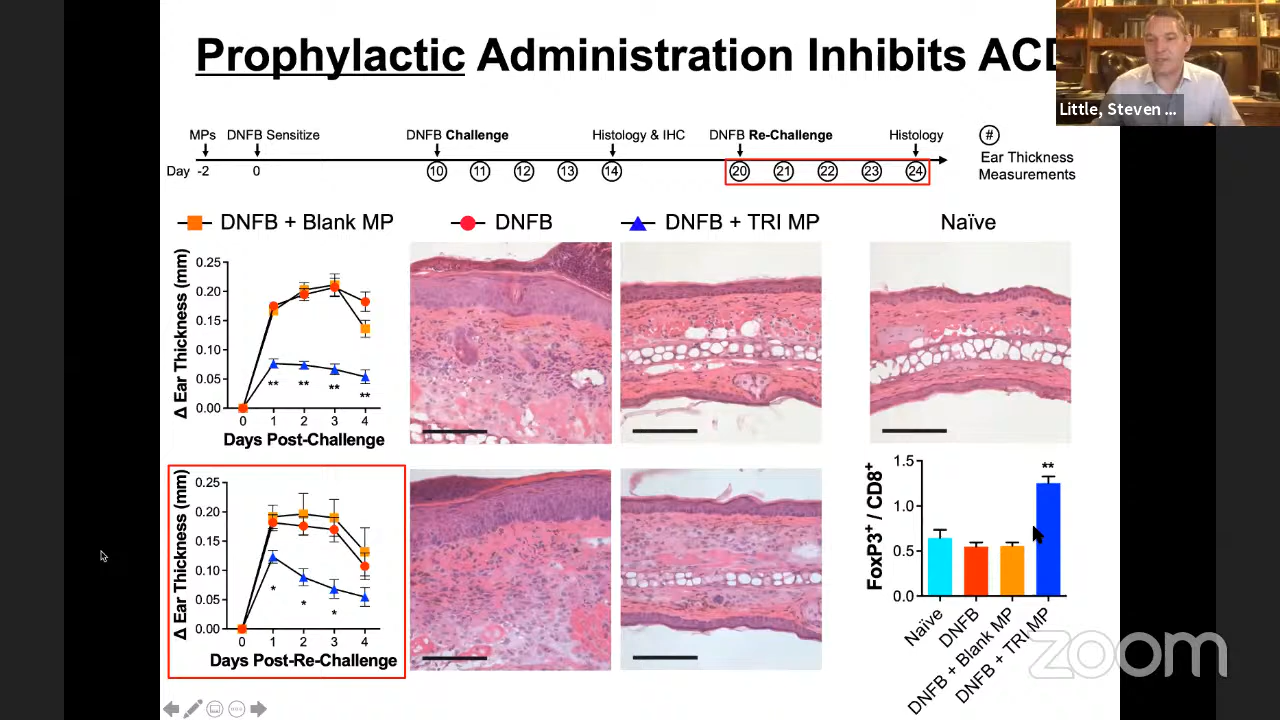 Prophylactic Administration Inhibits ACD
Little, Steven ...
MPs DNFB Sensitize DNFB Challenge Histology & IHC DNFB Re-Challenge Histology #
Day -2 0 10 11 12 13 14 20 21 22 23 24
Ear Thickness
Measurements
DNFB + Blank MP DNFB DNFB + TRI MP Naïve
Δ Ear Thickness (mm)
0.25
0.20
0.15
0.10
0.05
0.00
** ** ** **
0 1 2 3 4
Days Post-Challenge
Δ Ear Thickness (mm)
0.25
0.20
0.15
0.10
0.05
0.00
* * *
0 1 2 3 4
Days Post-Re-Challenge
FoxP3+ / CD8+
1.5
1.0
0.5
0.0
**
Naïve
DNFB
DNFB + Blank MP
DNFB + TRI MP
zoom